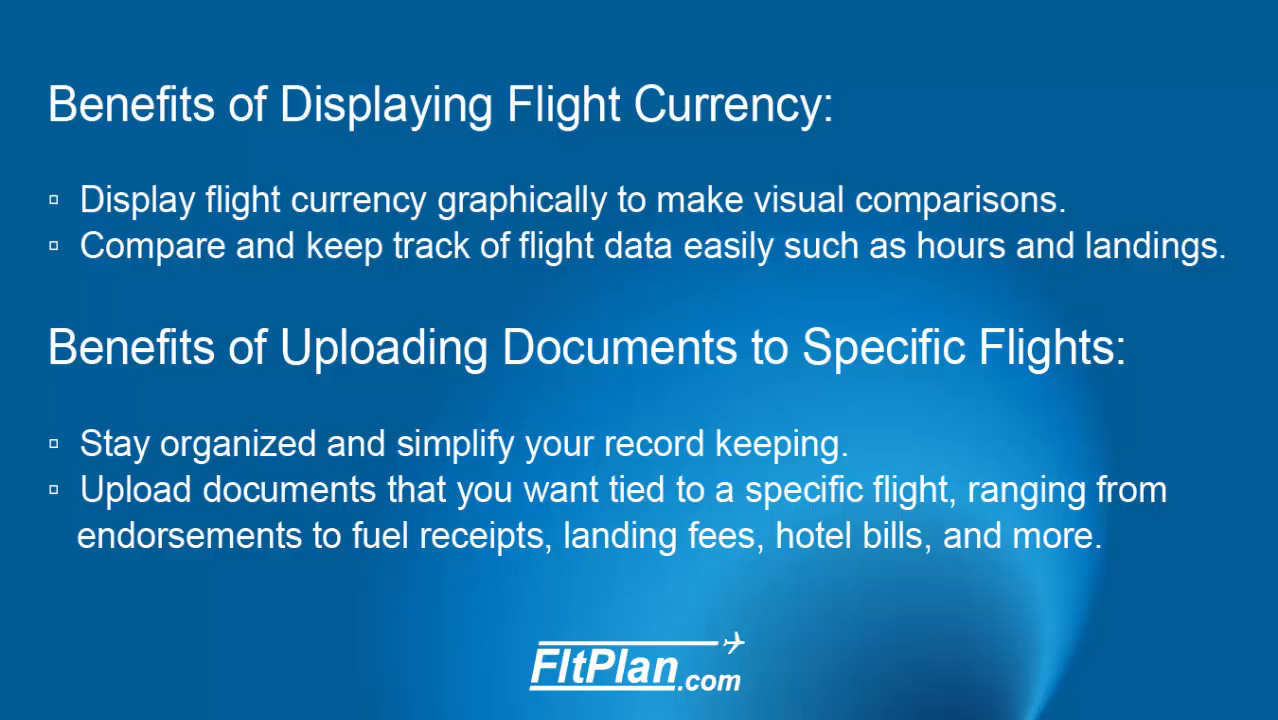 Benefits of Displaying Flight Currency:
▫ Display flight currency graphically to make visual comparisons.
▫ Compare and keep track of flight data easily such as hours and landings.
Benefits of Uploading Documents to Specific Flights:
▫ Stay organized and simplify your record keeping.
▫ Upload documents that you want tied to a specific flight, ranging from
endorsements to fuel receipts, landing fees, hotel bills, and more.
FltPlan.com